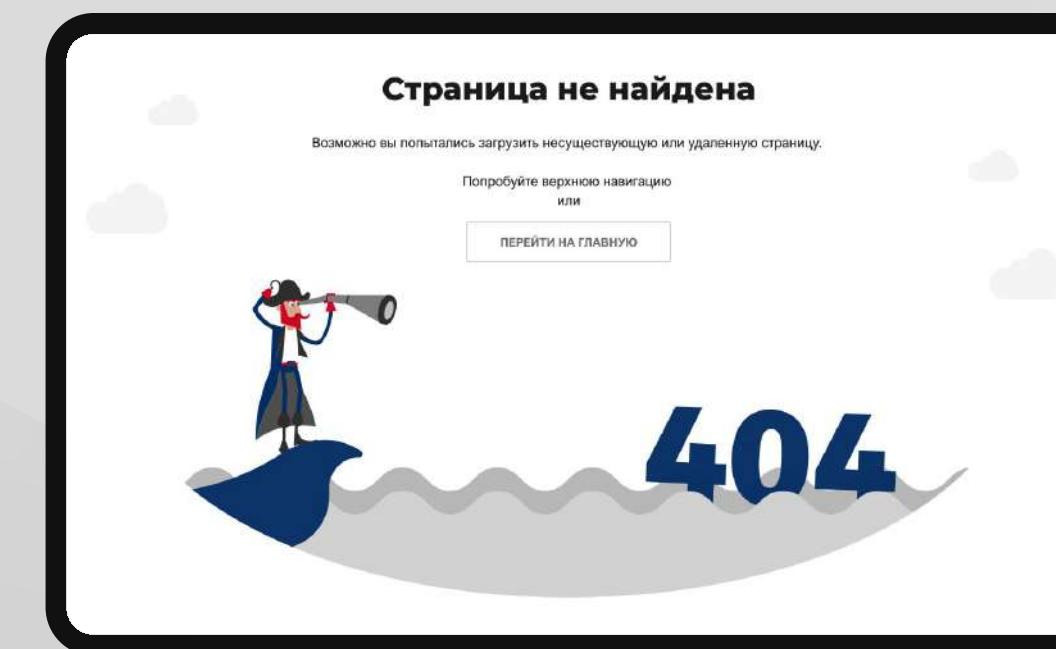 Страница не найдена
Возможно вы попытались загрузить несуществующую или удаленную страницу.
Попробуйте верхнюю навигацию
или
ПЕРЕЙТИ НА ГЛАВНУЮ
404